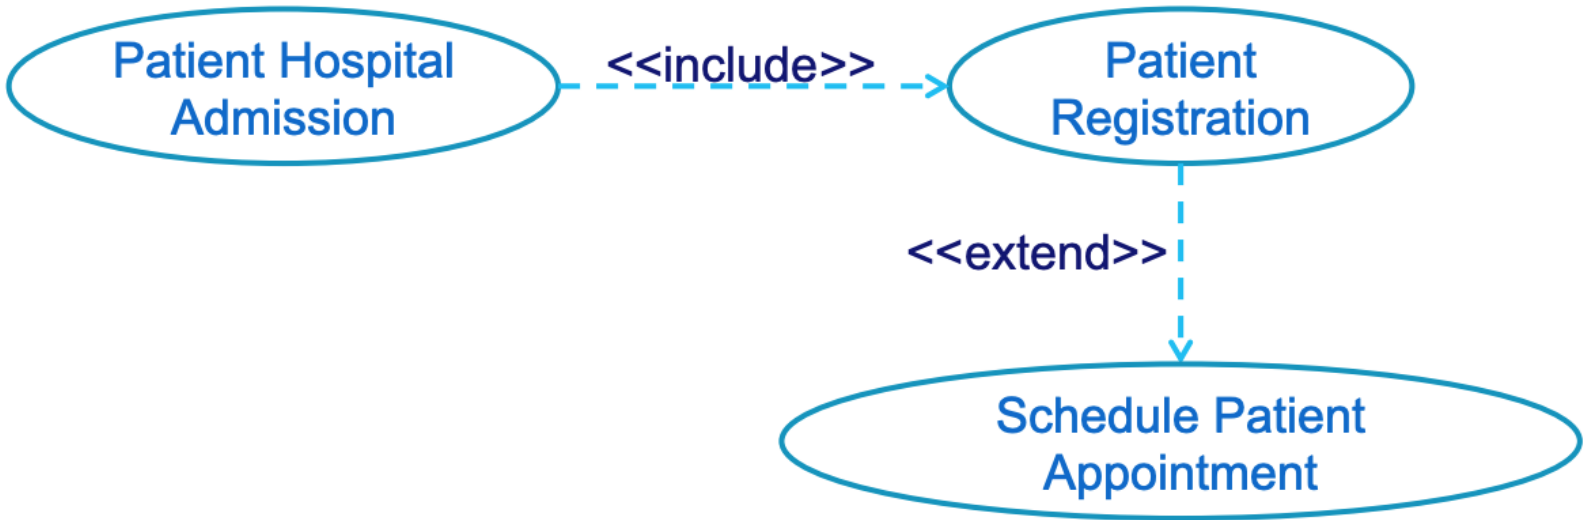 Patient Hospital
Admission
<<include>>
Patient
Registration
<<extend>>
Schedule Patient
Appointment